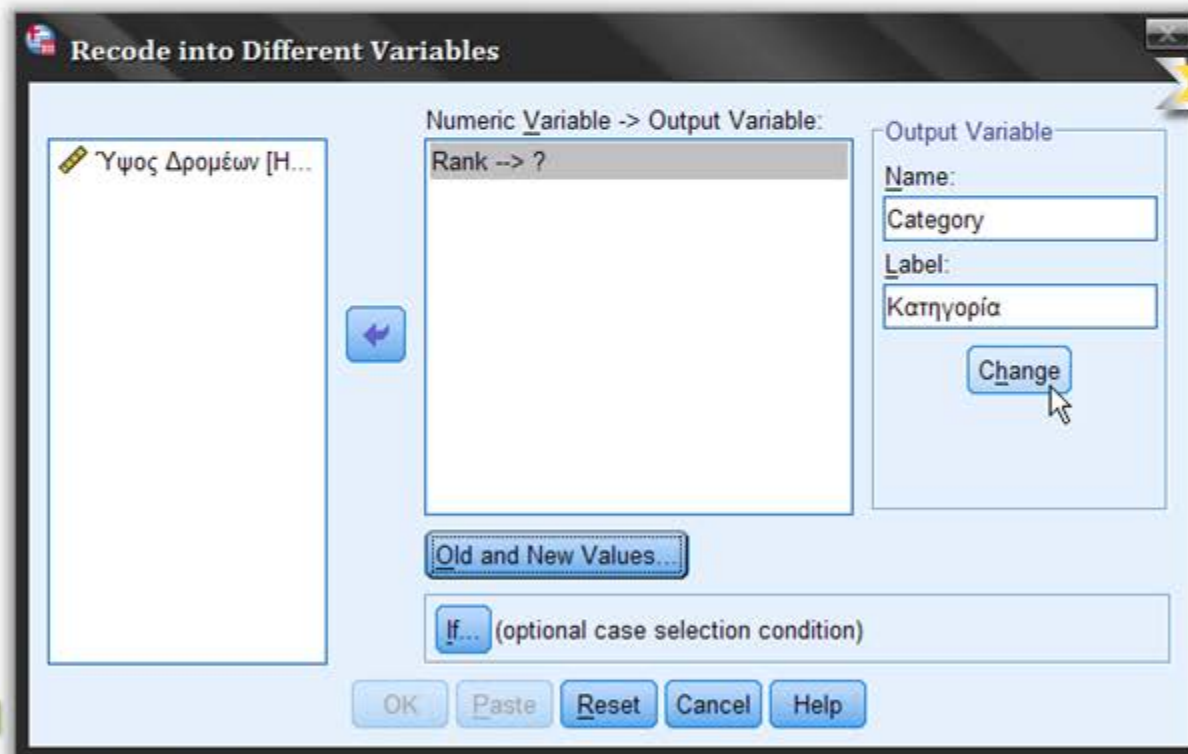 Recode into Different Variables
Ύψος Δρομέων [H...
Numeric Variable -> Output Variable:
Rank --> ?
Output Variable
Name:
Category
Label:
Κατηγορία
Change
Old and New Values...
If... (optional case selection condition)
OK Paste Reset Cancel Help